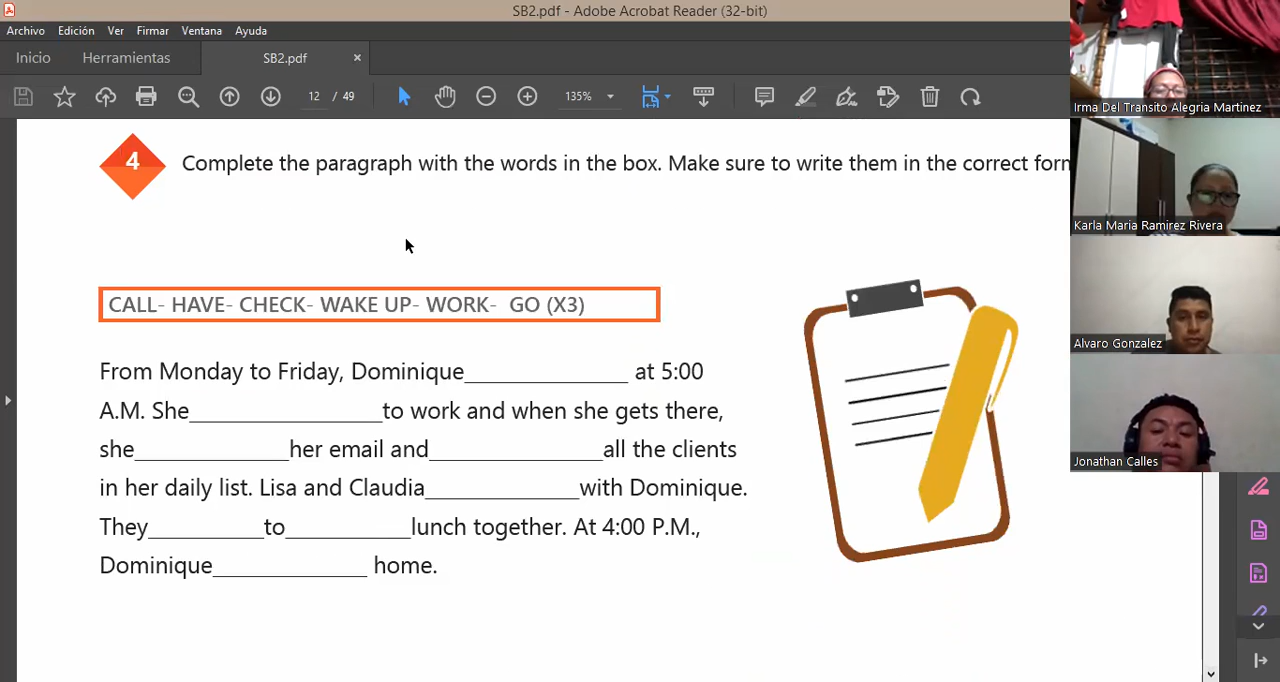 SB2.pdf - Adobe Acrobat Reader (32-bit)
Archivo Edición Ver Firmar Ventana Ayuda
Inicio Herramientas SB2.pdf ×
12 / 49 135%
4 Complete the paragraph with the words in the box. Make sure to write them in the correct form
CALL- HAVE- CHECK- WAKE UP- WORK- GO (X3)
From Monday to Friday, Dominique______________ at 5:00
A.M. She________________to work and when she gets there,
she_____________her email and_______________all the clients
in her daily list. Lisa and Claudia_____________with Dominique.
They__________to___________lunch together. At 4:00 P.M.,
Dominique_____________ home.
Irma Del Transito Alegria Martinez
Karla Maria Ramirez Rivera
Alvaro Gonzalez
Jonathan Calles